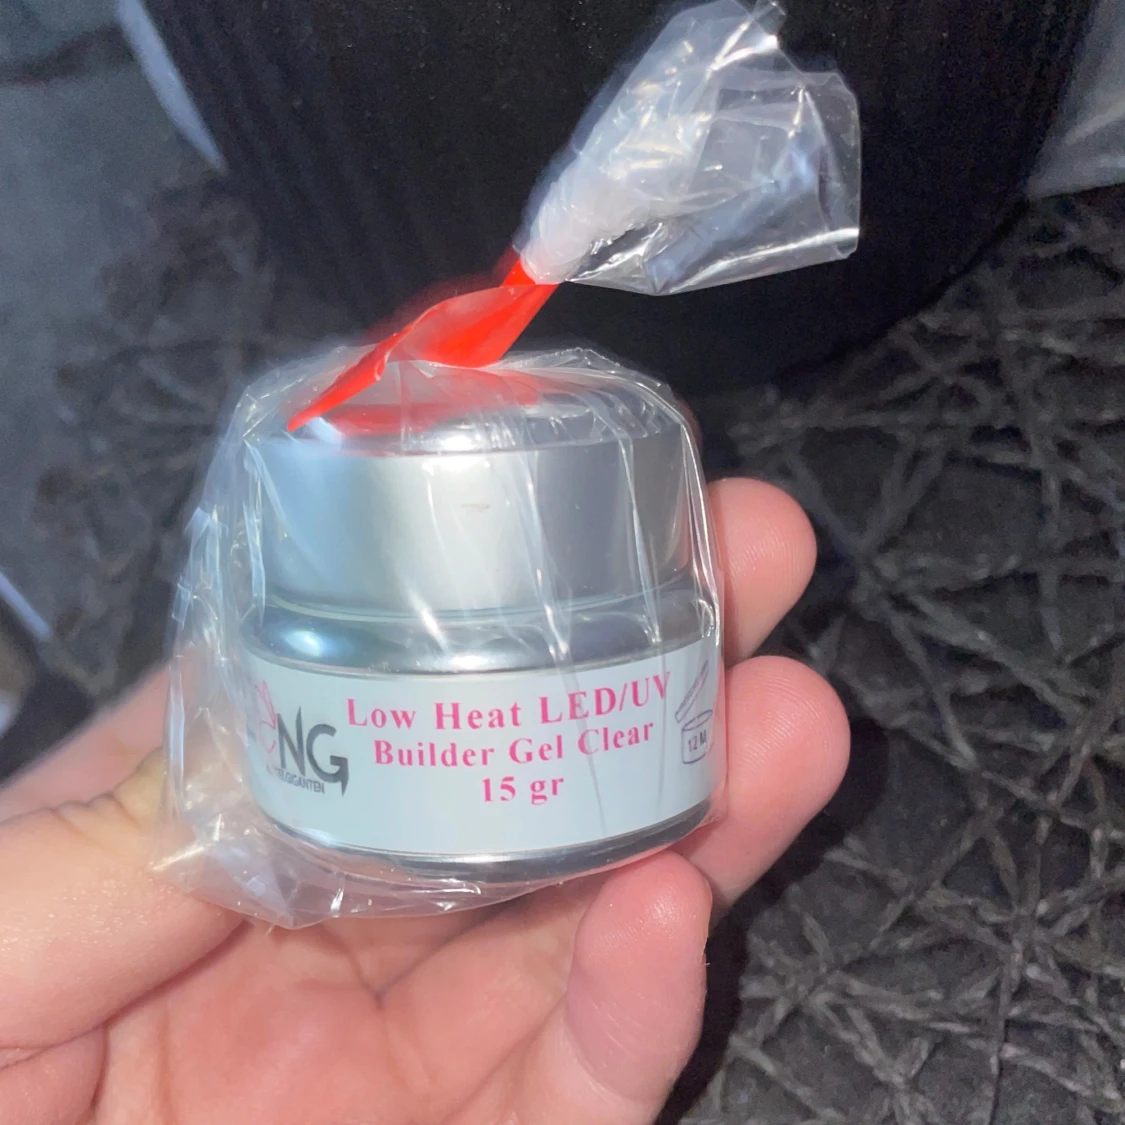 NG
Low Heat LED/UV
Builder Gel Clear
15 gr
12 M